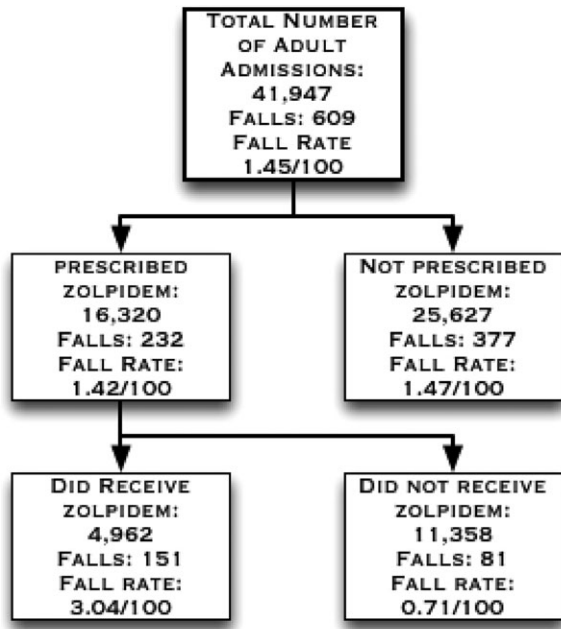 Total Number
of Adult
Admissions:
41,947
Falls: 609
Fall Rate
1.45/100
prescribed
zolpidem:
16,320
Falls: 232
Fall Rate:
1.42/100
Not prescribed
zolpidem:
25,627
Falls: 377
Fall Rate:
1.47/100
Did Receive
zolpidem:
4,962
Falls: 151
Fall rate:
3.04/100
Did not receive
zolpidem:
11,358
Falls: 81
Fall rate:
0.71/100